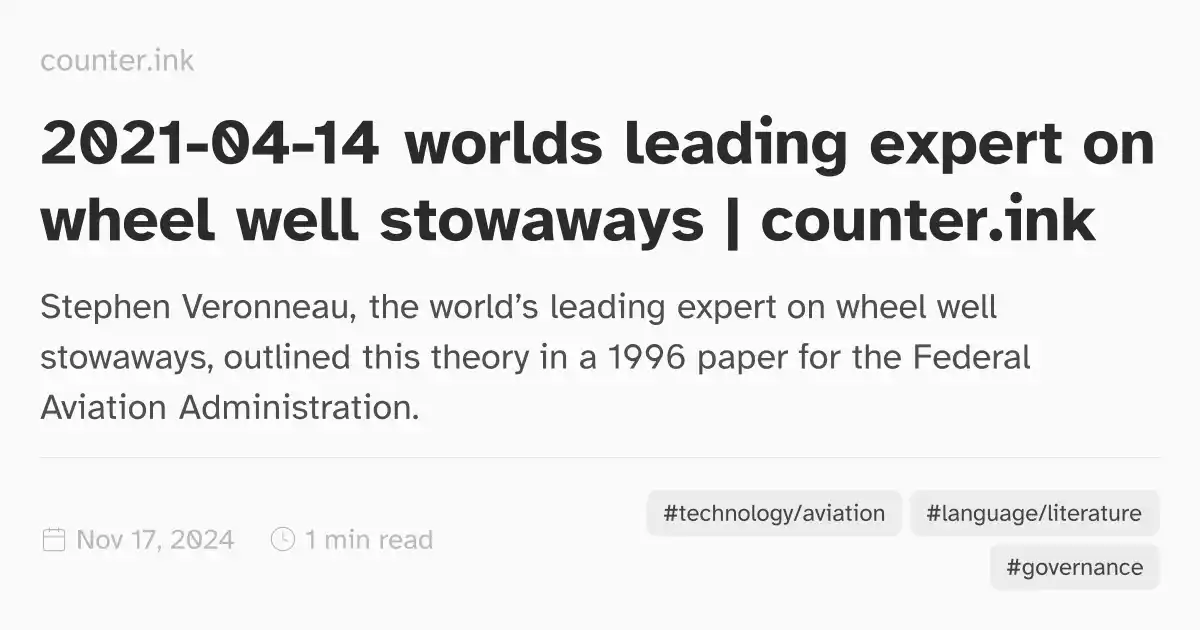 counter.ink
2021-04-14 worlds leading expert on
wheel well stowaways | counter.ink
Stephen Veronneau, the world’s leading expert on wheel well
stowaways, outlined this theory in a 1996 paper for the Federal
Aviation Administration.
#technology/aviation #language/literature
Nov 17, 2024 1 min read
#governance